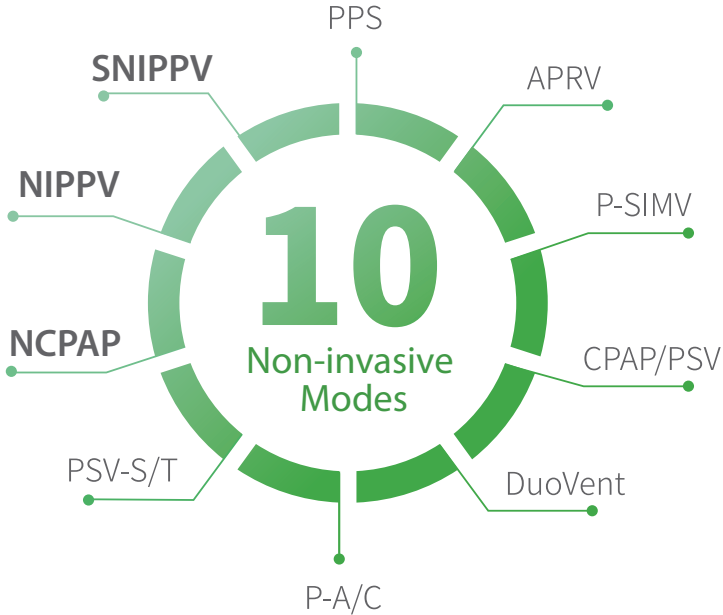 PPS
SNIPPV
APRV
NIPPV
P-SIMV
10
Non-invasive
Modes
NCPAP
CPAP/PSV
PSV-S/T
DuoVent
P-A/C